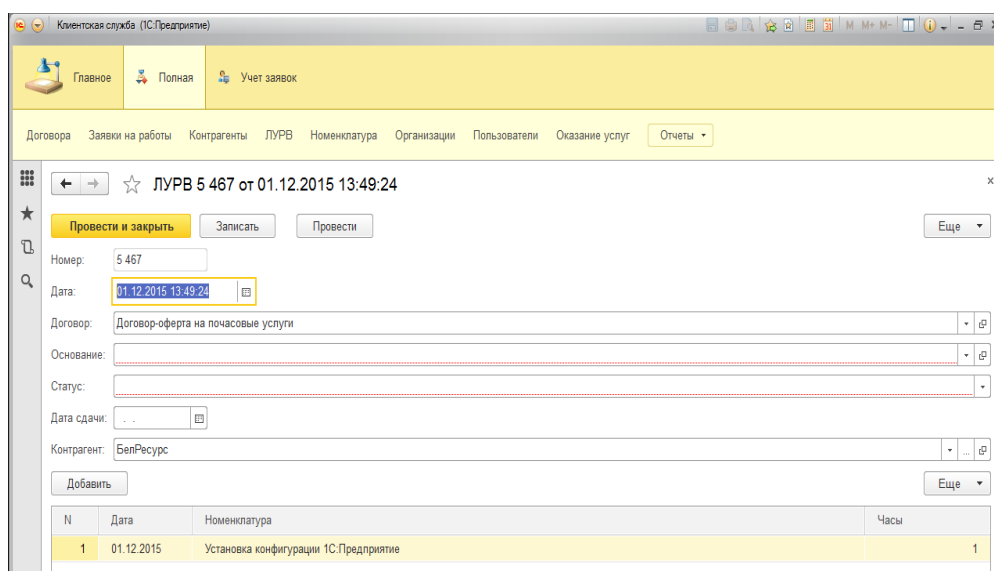 Клиентская служба (1С:Предприятие)
M M+ M-
Главное Полная Учет заявок
Договора Заявки на работы Контрагенты ЛУРВ Номенклатура Организации Пользователи Оказание услуг Отчеты
ЛУРВ 5 467 от 01.12.2015 13:49:24
Провести и закрыть Записать Провести Еще
Номер: 5 467
Дата: 01.12.2015 13:49:24
Договор: Договор-оферта на почасовые услуги
Основание:
Статус:
Дата сдачи: . .
Контрагент: БелРесурс ...
Добавить Еще
N Дата Номенклатура Часы
1 01.12.2015 Установка конфигурации 1С:Предприятие 1